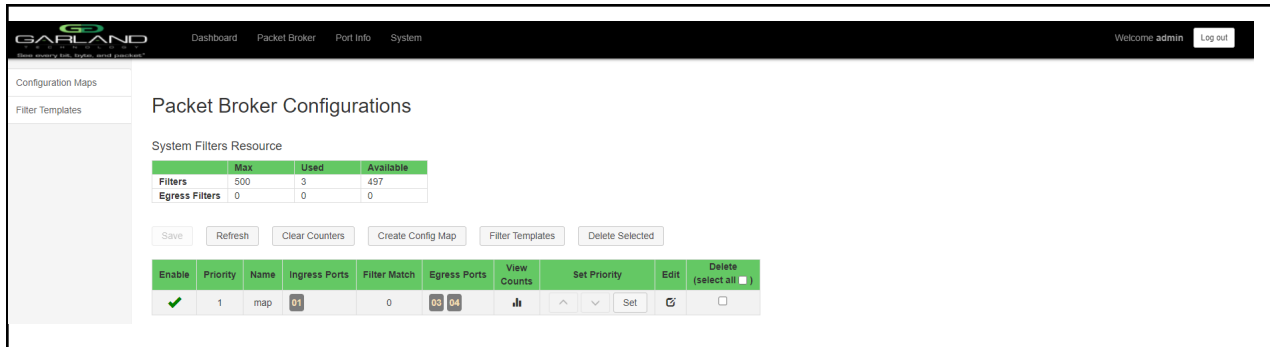 GARLAND
TECHNOLOGY
See every bit, byte, and packet®
Dashboard Packet Broker Port Info System
Welcome admin Log out
Configuration Maps
Filter Templates
Packet Broker Configurations
System Filters Resource
Max Used Available
Filters 500 3 497
Egress Filters 0 0 0
Save Refresh Clear Counters Create Config Map Filter Templates Delete Selected
Enable Priority Name Ingress Ports Filter Match Egress Ports View Counts Set Priority Edit Delete (select all )
1 map 01 0 03 04 Set